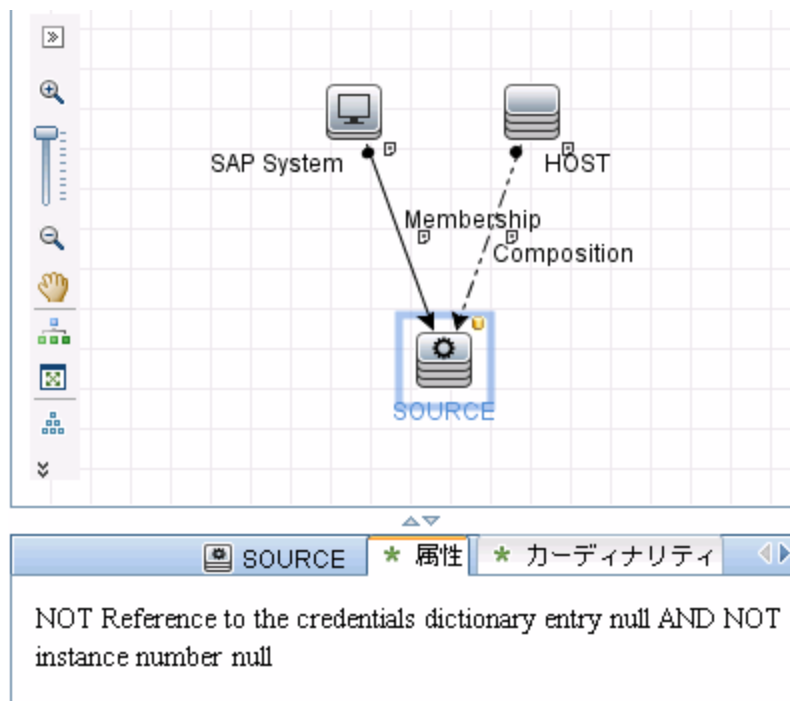 SAP System
HOST
Membership
Composition
SOURCE
SOURCE
属性
カーディナリティ
NOT Reference to the credentials dictionary entry null AND NOT
instance number null